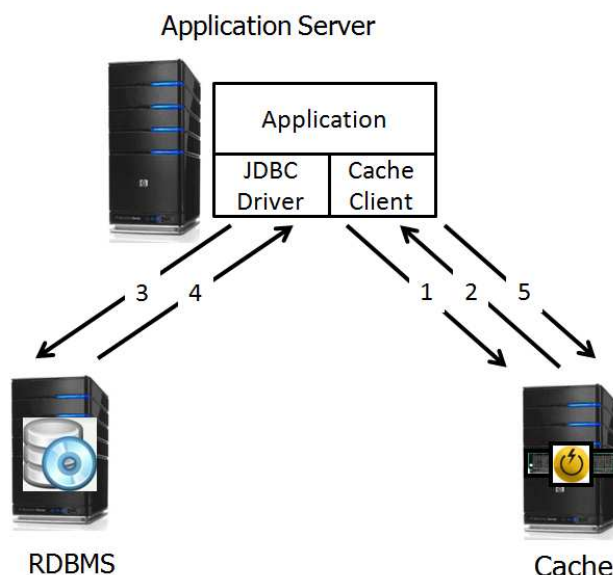 Application Server
Application
JDBC Driver
Cache Client
3
4
1
2
5
RDBMS
Cache